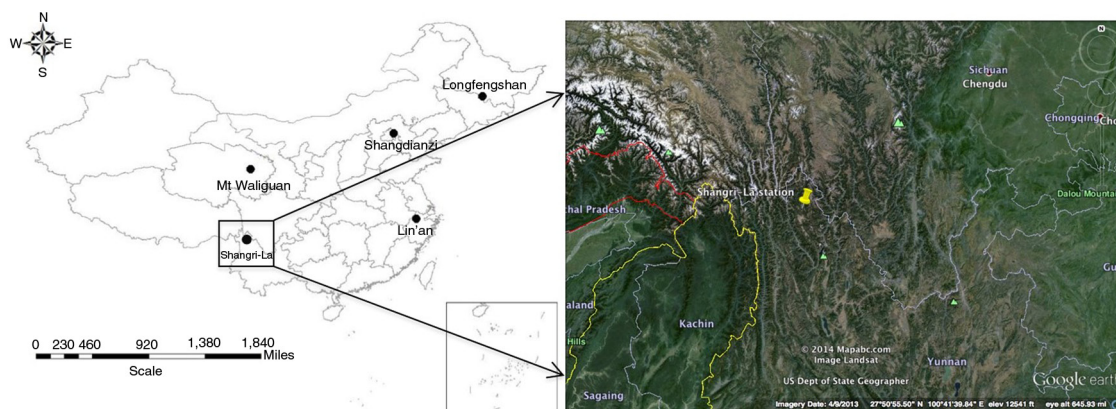 N
W E
S
Longfengshan
Shangdianzi
Mt Waliguan
Lin'an
Shangri-La
0 230 460 920 1,380 1,840
Miles
Scale
N
Sichuan
Chengdu
Chongqing
Cho
Dalou Mounta
Shangri-La station
chal Pradesh
Gu
aland
Hills
Kachin
© 2014 Mapabc.com
Image Landsat
Yunnan
US Dept of State Geographer
Google earth
Sagaing
Imagery Date: 4/9/2013 27°50'55.50" N 100°41'39.84" E elev 12541 ft eye alt 645.93 mi